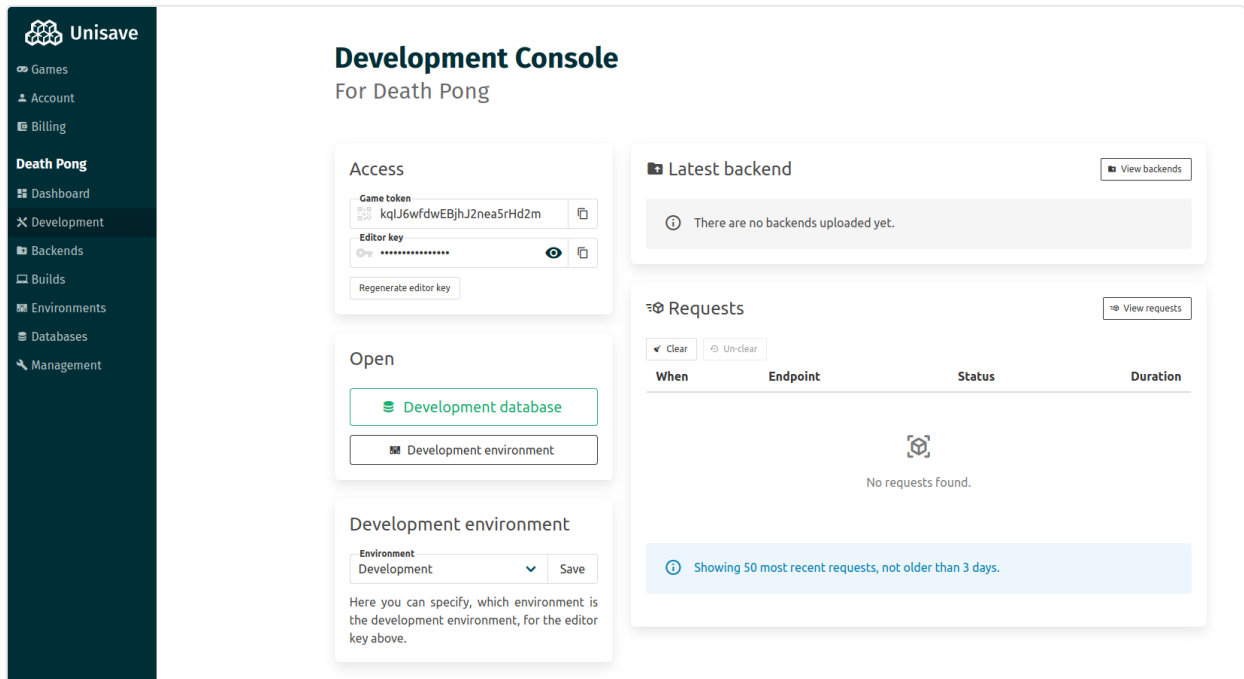 Unisave
Games
Account
Billing
Death Pong
Dashboard
Development
Backends
Builds
Environments
Databases
Management
Development Console
For Death Pong
Access
Game token
kqIJ6wfdwEBjhJ2nea5rHd2m
Editor key
••••••••••••••••
Regenerate editor key
Open
Development database
Development environment
Development environment
Environment
Development
Save
Here you can specify, which environment is
the development environment, for the editor
key above.
Latest backend
View backends
There are no backends uploaded yet.
Requests
View requests
Clear
Un-clear
When Endpoint Status Duration
No requests found.
Showing 50 most recent requests, not older than 3 days.